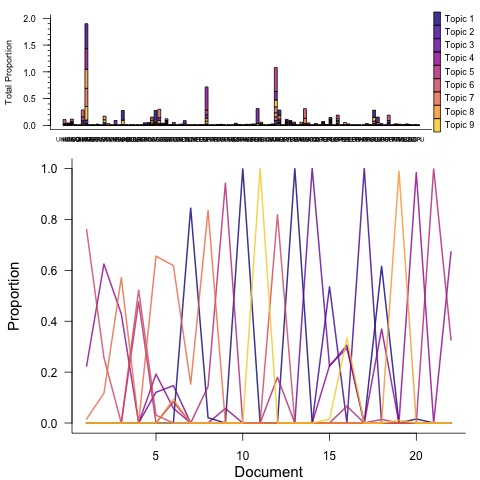 2.0
1.5
1.0
0.5
0.0
Total Proportion
Topic 1
Topic 2
Topic 3
Topic 4
Topic 5
Topic 6
Topic 7
Topic 8
Topic 9
1.0
0.8
0.6
0.4
0.2
0.0
Proportion
5 10 15 20
Document